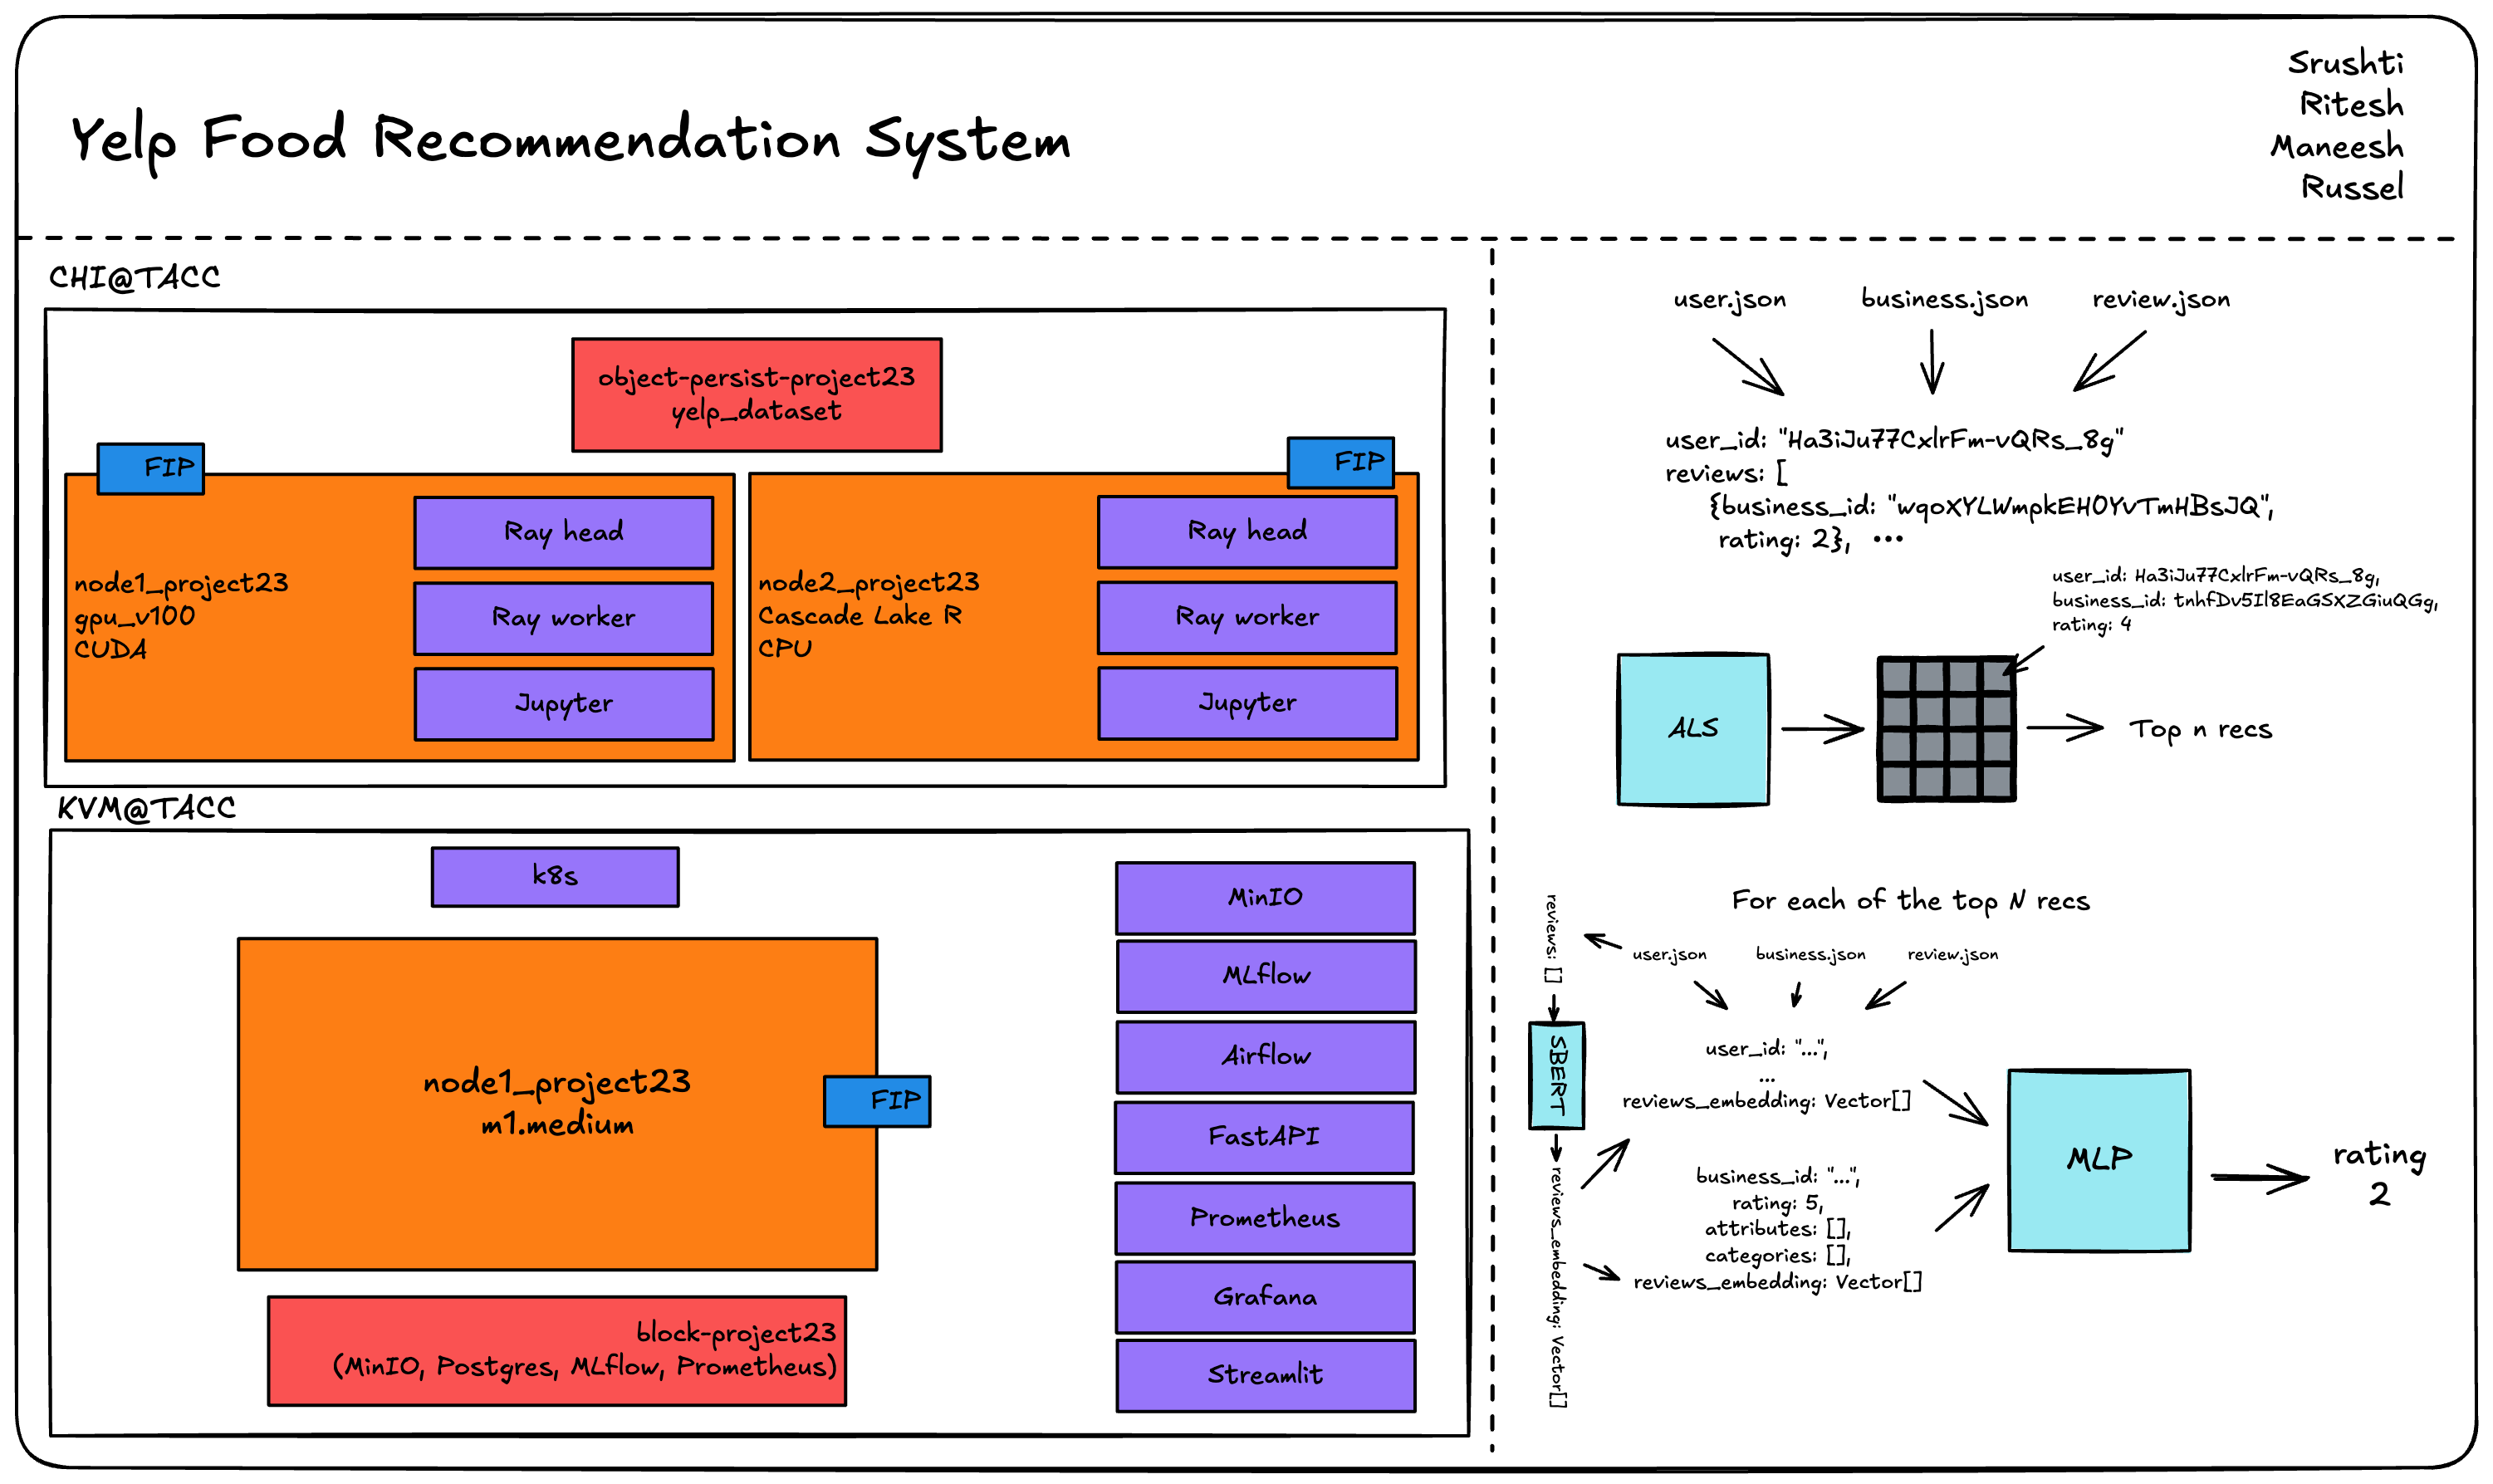 Yelp Food Recommendation System
Srushti
Ritesh
Maneesh
Russel
CHI@TACC
object-persist-project23
yelp_dataset
FIP
node1_project23
gpu_v100
CUDA
Ray head
Ray worker
Jupyter
FIP
node2_project23
Cascade Lake R
CPU
Ray head
Ray worker
Jupyter
KVM@TACC
k8s
node1_project23
m1.medium
FIP
block-project23
(MinIO, Postgres, MLflow, Prometheus)
MinIO
MLflow
Airflow
FastAPI
Prometheus
Grafana
Streamlit
user.json
business.json
review.json
user_id: "Ha3iJu77CxlrFm-vQRs_8g"
reviews: [
{business_id: "wqoXYLWmpkEH0YvTmHBsJQ",
rating: 2}, ...
user_id: Ha3iJu77CxlrFm-vQRs_8g,
business_id: tnhfDv5Il8EaGSXZGiuQGg,
rating: 4
ALS
Top n recs
For each of the top N recs
reviews: []
user.json
business.json
review.json
SBERT
user_id: "...",
...
reviews_embedding: Vector[]
reviews_embedding: Vector[]
business_id: "...",
rating: 5,
attributes: [],
categories: [],
reviews_embedding: Vector[]
MLP
rating
2